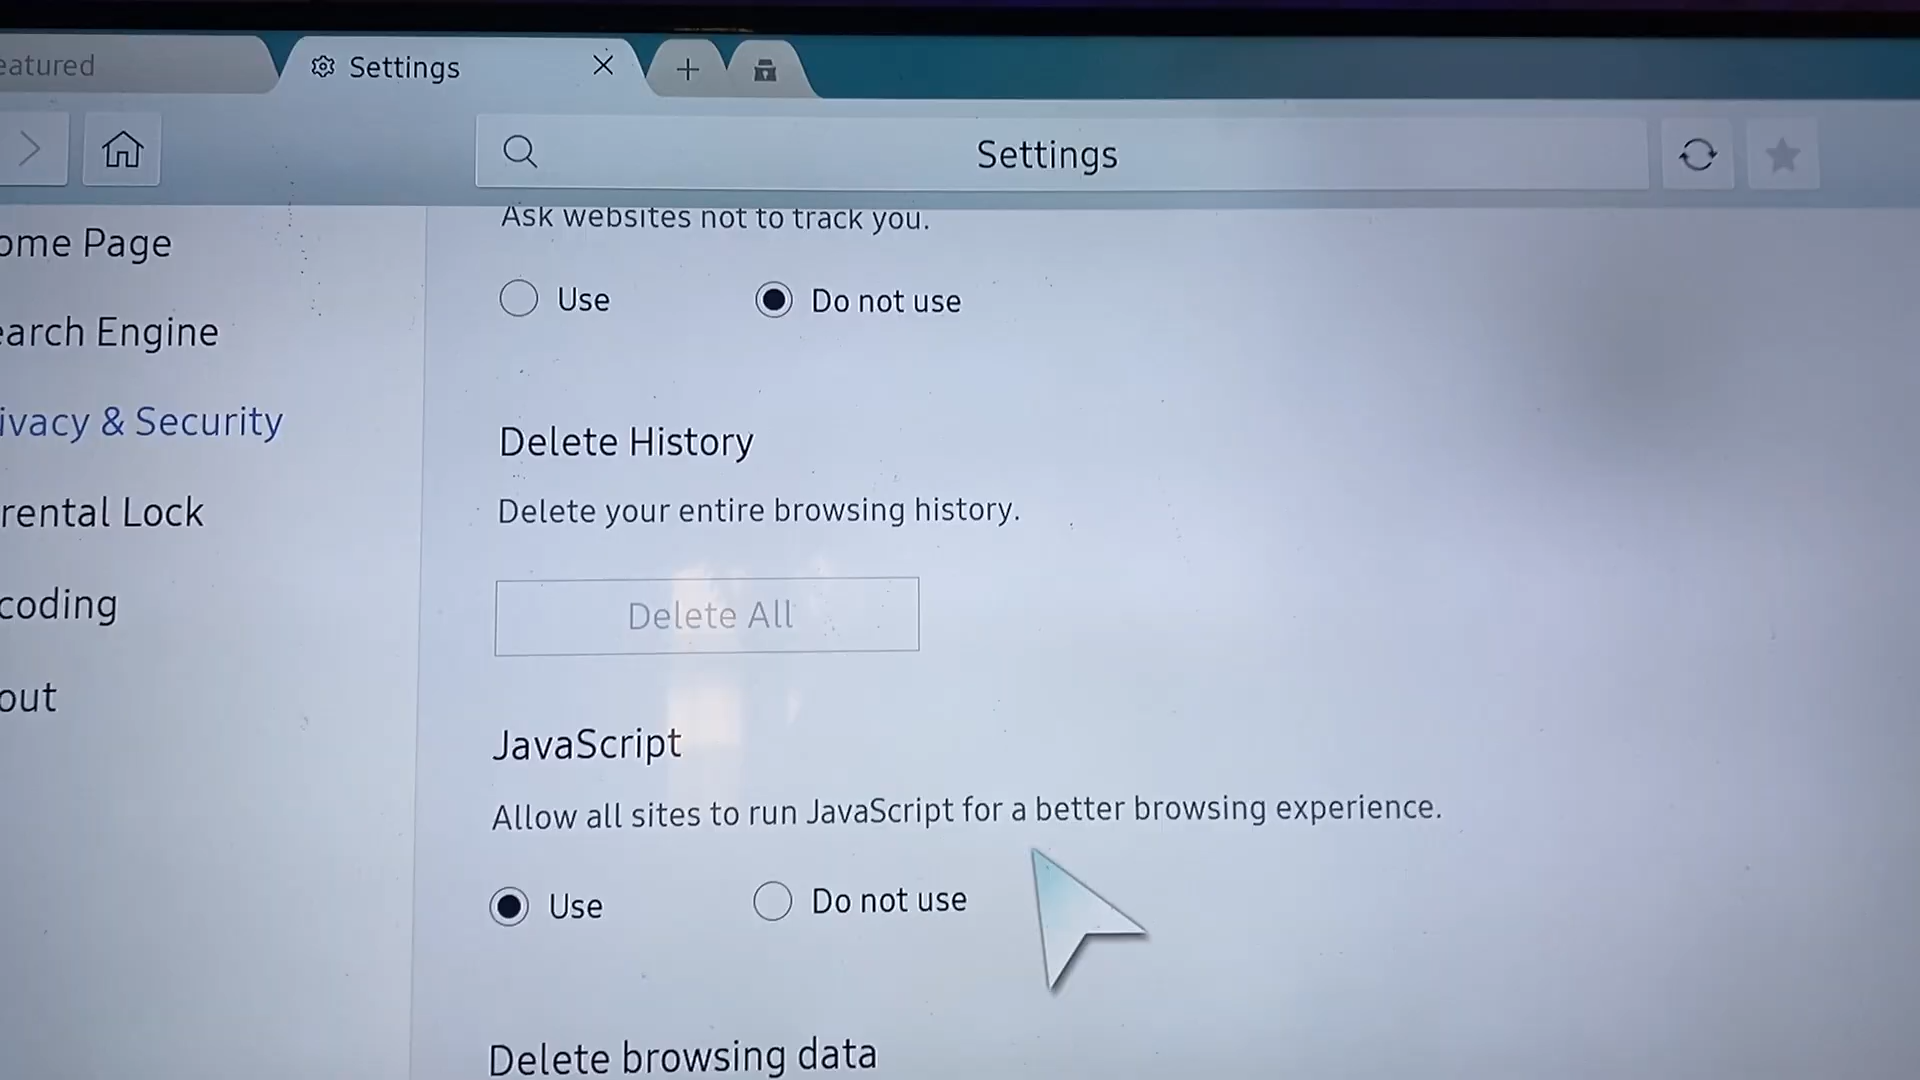 eatured
Settings
Settings
ome Page
earch Engine
ivacy & Security
rental Lock
coding
out
Ask websites not to track you.
Use
Do not use
Delete History
Delete your entire browsing history.
Delete All
JavaScript
Allow all sites to run JavaScript for a better browsing experience.
Use
Do not use
Delete browsing data